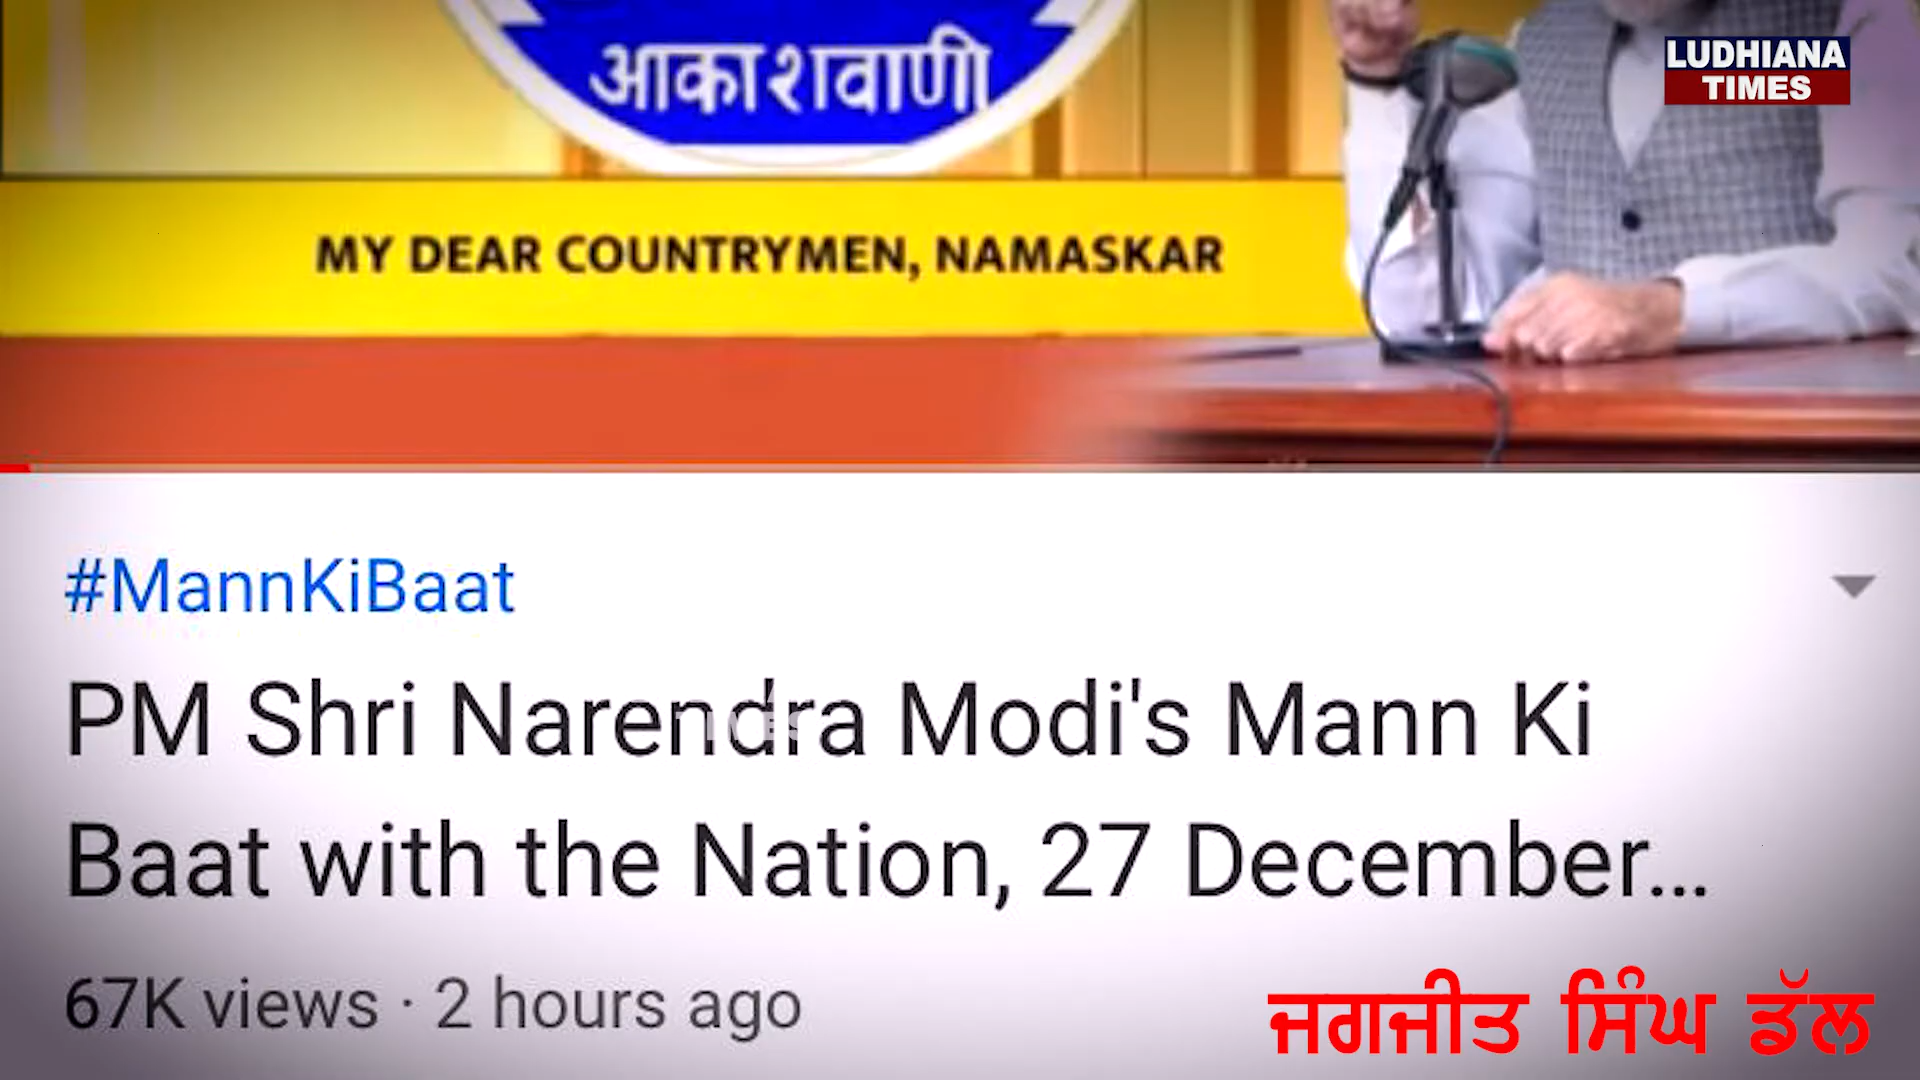 आकाशवाणी
LUDHIANA
TIMES
MY DEAR COUNTRYMEN, NAMASKAR
#MannKiBaat
PM Shri Narendra Modi's Mann Ki
Baat with the Nation, 27 December...
67K views · 2 hours ago
ਜਗਜੀਤ ਸਿੰਘ ਡੱਲ